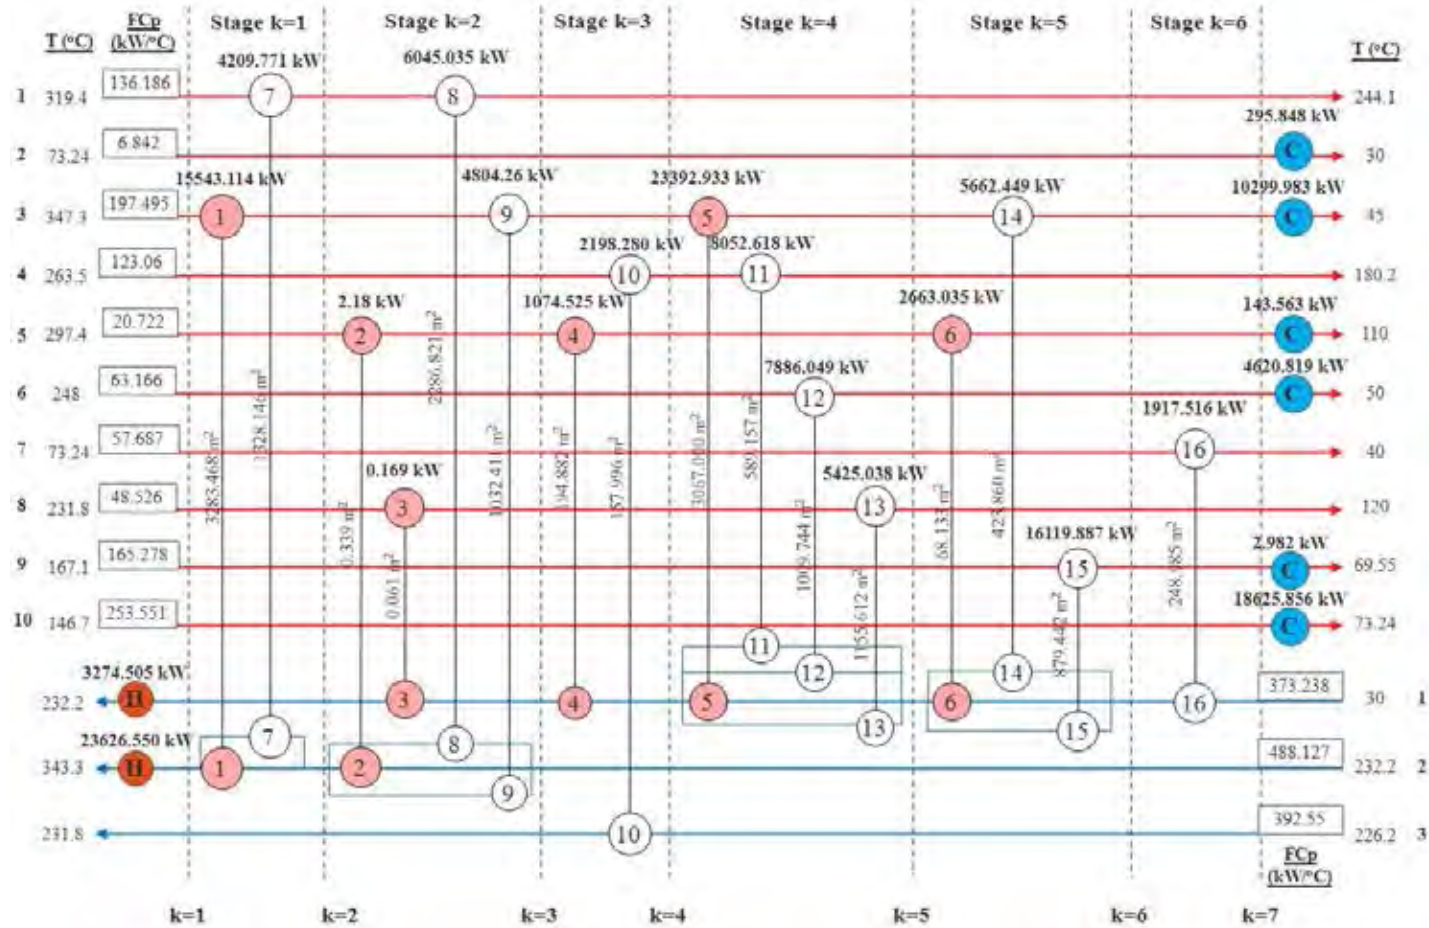 Stage k=1 Stage k=2 Stage k=3 Stage k=4 Stage k=5 Stage k=6
T (°C) FCp (kW/°C) T (°C)
4209.771 kW 6045.035 kW
1 319.4 136.186 7 8 244.1
295.848 kW
2 73.24 6.842 C 30
15543.114 kW 4804.26 kW 23392.933 kW 5662.449 kW 10299.983 kW
3 347.3 197.495 1 9 5 14 C 45
2198.280 kW 8052.618 kW
4 263.5 123.06 10 11 180.2
2.18 kW 1074.525 kW 2663.035 kW 143.563 kW
5 297.4 20.722 2 4 6 C 110
7886.049 kW 4620.819 kW
6 248 63.166 12 C 50
1917.516 kW
7 73.24 57.687 16 40
0.169 kW 5425.038 kW
8 231.8 48.526 3 13 120
16119.887 kW 2.982 kW
9 167.1 165.278 15 C 69.55
18625.856 kW
10 146.7 253.551 C 73.24
3283.468 m²
1328.146 m²
0.339 m²
0.061 m²
2286.821 m²
1032.411 m²
194.882 m²
157.996 m²
3067.000 m²
589.157 m²
1009.744 m²
1155.612 m²
68.133 m²
423.860 m²
879.442 m²
11
12 14
3274.505 kW
232.2 H 3 4 5 6 16 373.238 30 1
7 8 13 15
23626.550 kW
343.3 H 1 2 488.127 232.2 2
9
231.8 10 392.55 226.2 3
FCp (kW/°C)
k=1 k=2 k=3 k=4 k=5 k=6 k=7